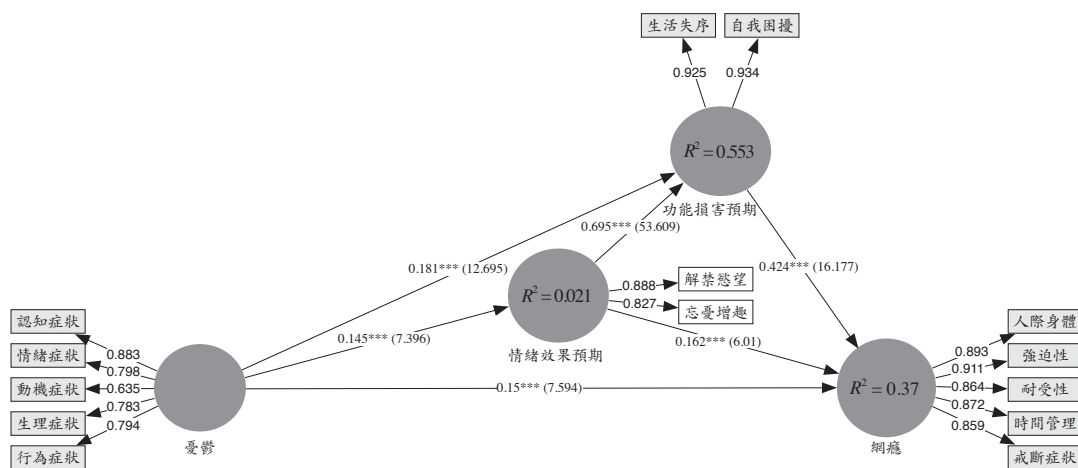 生活失序
自我困擾
0.925
0.934
R² = 0.553
功能損害預期
0.695*** (53.609)
0.181*** (12.695)
0.424*** (16.177)
R² = 0.021
0.888
解禁慾望
0.827
忘憂增趣
情緒效果預期
0.145*** (7.396)
0.162*** (6.01)
0.15*** (7.594)
認知症狀
情緒症狀
動機症狀
生理症狀
行為症狀
0.883
0.798
0.635
0.783
0.794
憂鬱
R² = 0.37
網癮
0.893
0.911
0.864
0.872
0.859
人際身體
強迫性
耐受性
時間管理
戒斷症狀